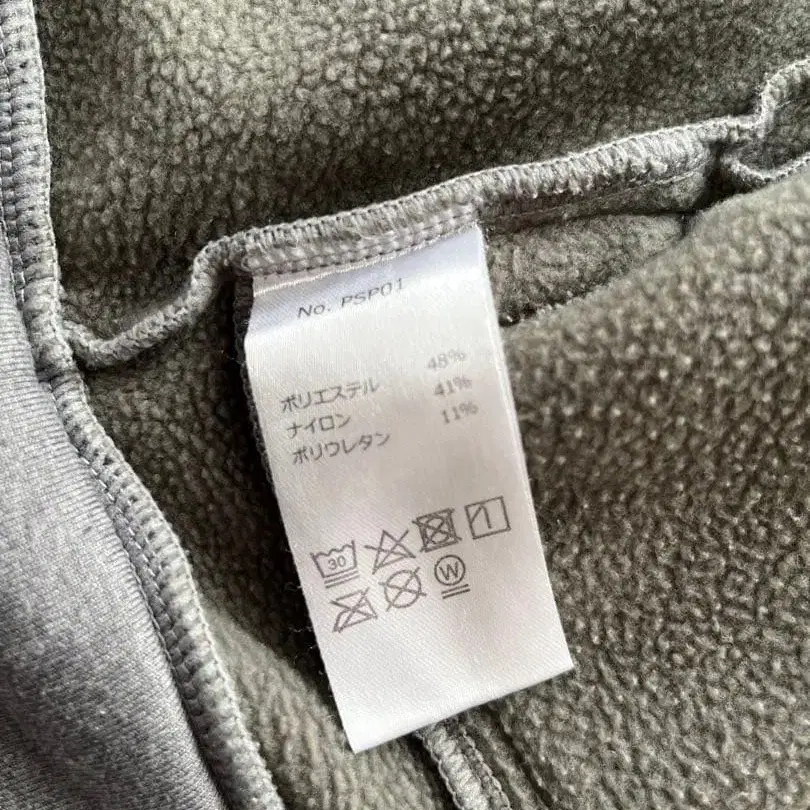 No. PSP01
ポリエステル 48%
ナイロン 41%
ポリウレタン 11%
30
W